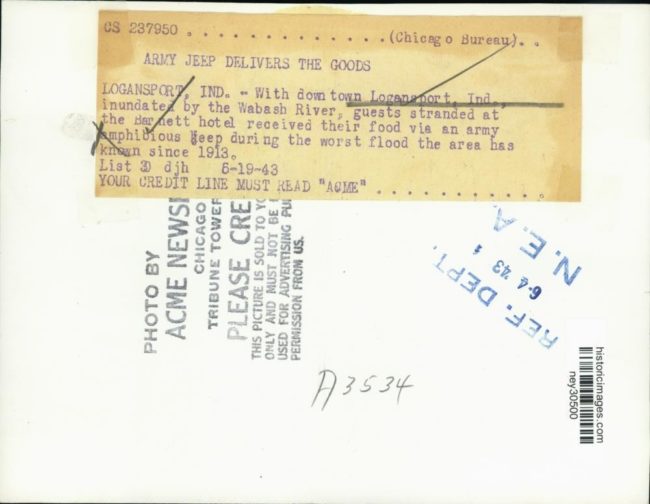 CS 237950 . . . . . . . . . . . . . . (Chicago Bureau). .
ARMY JEEP DELIVERS THE GOODS
LOGANSPORT, IND. - With downtown Logansport, Ind.,
inundated by the Wabash River, guests stranded at
the Barnett hotel received their food via an army
amphibious jeep during the worst flood the area has
known since 1913.
List 3D djh 5-19-43
YOUR CREDIT LINE MUST READ "ACME" . . . . . . . . . . .
PHOTO BY
ACME NEWS
CHICAGO
TRIBUNE TOWER
PLEASE CRE
THIS PICTURE IS SOLD TO YO
ONLY AND MUST NOT BE
USED FOR ADVERTISING PU
PERMISSION FROM US.
REF. DEPT.
6-4 '43
N. E. A.
A3534
historicimages.com
ney30500